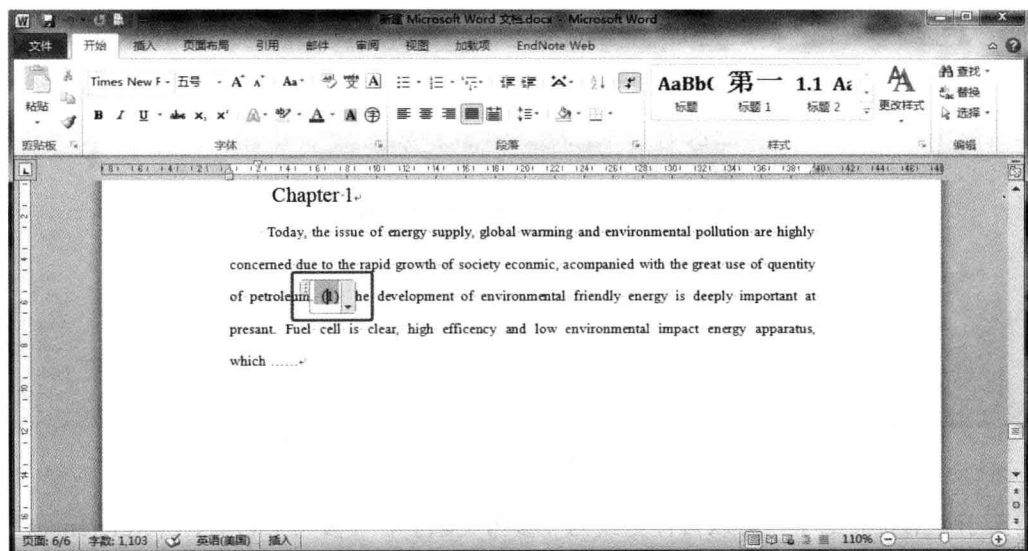 新建 Microsoft Word 文档.docx - Microsoft Word
文件 开始 插入 页面布局 引用 邮件 审阅 视图 加载项 EndNote Web
Times New F 五号 Aa AaBb( 第一 1.1 Aa 查找
粘贴 标题 标题 1 标题 2 更改样式 替换
B I U abc x, x' A 选择
剪贴板 字体 段落 样式 编辑
Chapter 1
Today, the issue of energy supply, global warming and environmental pollution are highly
concerned due to the rapid growth of society econmic, acompanied with the great use of quentity
of petroleum. (1) he development of environmental friendly energy is deeply important at
presant. Fuel cell is clear, high efficency and low environmental impact energy apparatus,
which ……
页面: 6/6 字数: 1,103 英语(美国) 插入 110%